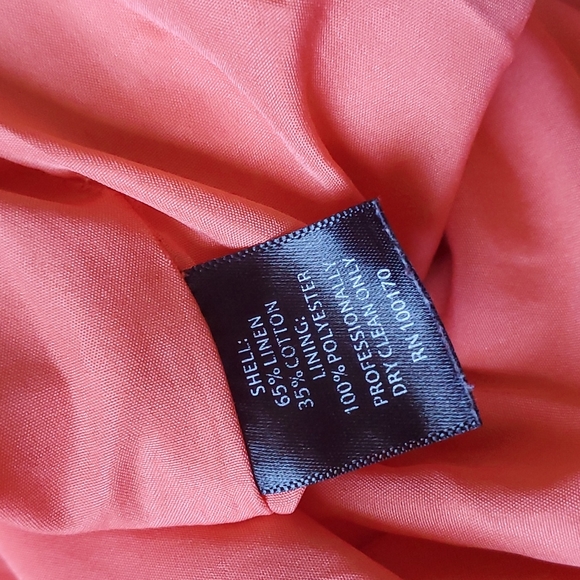 SHELL:
65% LINEN
35% COTTON
LINING:
100% POLYESTER
PROFESSIONALLY
DRY CLEAN ONLY
RN 100170